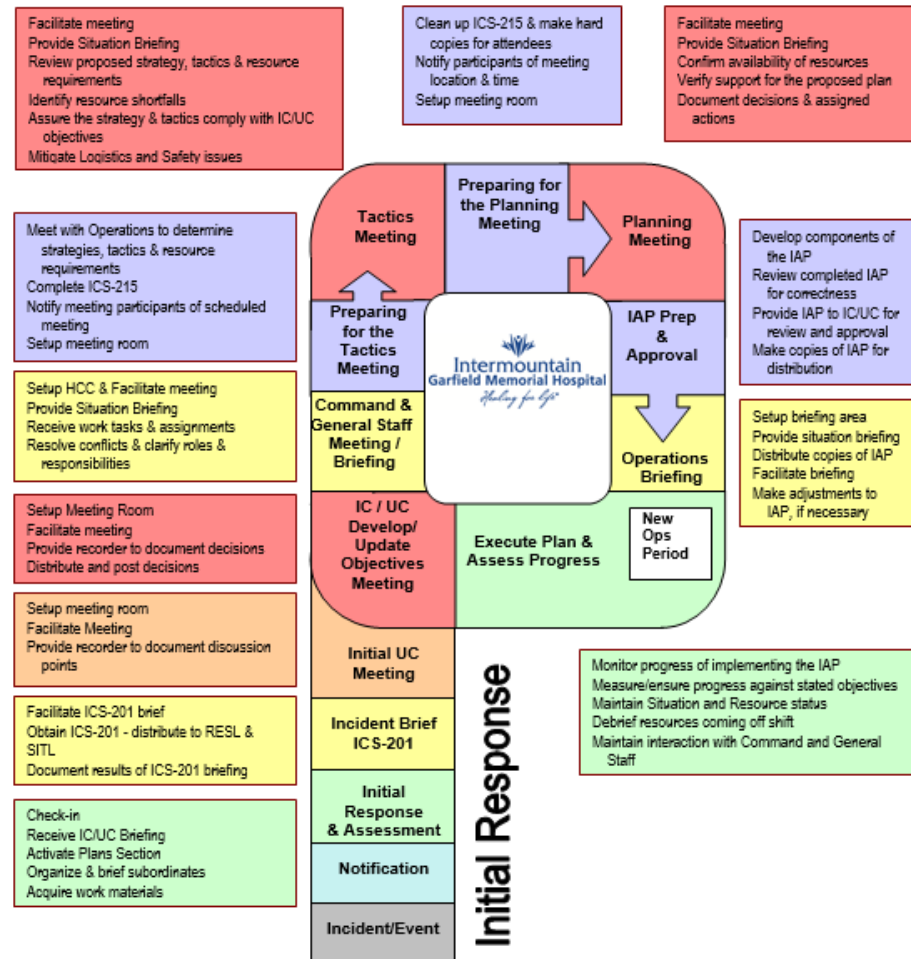 Facilitate meeting
Provide Situation Briefing
Review proposed strategy, tactics & resource
requirements
Identify resource shortfalls
Assure the strategy & tactics comply with IC/UC
objectives
Mitigate Logistics and Safety issues
Clean up ICS-215 & make hard
copies for attendees
Notify participants of meeting
location & time
Setup meeting room
Facilitate meeting
Provide Situation Briefing
Confirm availability of resources
Verify support for the proposed plan
Document decisions & assigned
actions
Meet with Operations to determine
strategies, tactics & resource
requirements
Complete ICS-215
Notify meeting participants of scheduled
meeting
Setup meeting room
Setup HCC & Facilitate meeting
Provide Situation Briefing
Receive work tasks & assignments
Resolve conflicts & clarify roles &
responsibilities
Setup Meeting Room
Facilitate meeting
Provide recorder to document decisions
Distribute and post decisions
Setup meeting room
Facilitate Meeting
Provide recorder to document discussion
points
Facilitate ICS-201 brief
Obtain ICS-201 - distribute to RESL &
SITL
Document results of ICS-201 briefing
Check-in
Receive IC/UC Briefing
Activate Plans Section
Organize & brief subordinates
Acquire work materials
Tactics
Meeting
Preparing for
the Planning
Meeting
Planning
Meeting
Preparing
for the
Tactics
Meeting
IAP Prep
&
Approval
Intermountain
Garfield Memorial Hospital
Healing for life®
Command &
General Staff
Meeting /
Briefing
Operations
Briefing
IC / UC
Develop/
Update
Objectives
Meeting
Execute Plan &
Assess Progress
New
Ops
Period
Initial UC
Meeting
Incident Brief
ICS-201
Initial
Response
& Assessment
Notification
Incident/Event
Initial Response
Develop components of
the IAP
Review completed IAP
for correctness
Provide IAP to IC/UC for
review and approval
Make copies of IAP for
distribution
Setup briefing area
Provide situation briefing
Distribute copies of IAP
Facilitate briefing
Make adjustments to
IAP, if necessary
Monitor progress of implementing the IAP
Measure/ensure progress against stated objectives
Maintain Situation and Resource status
Debrief resources coming off shift
Maintain interaction with Command and General
Staff